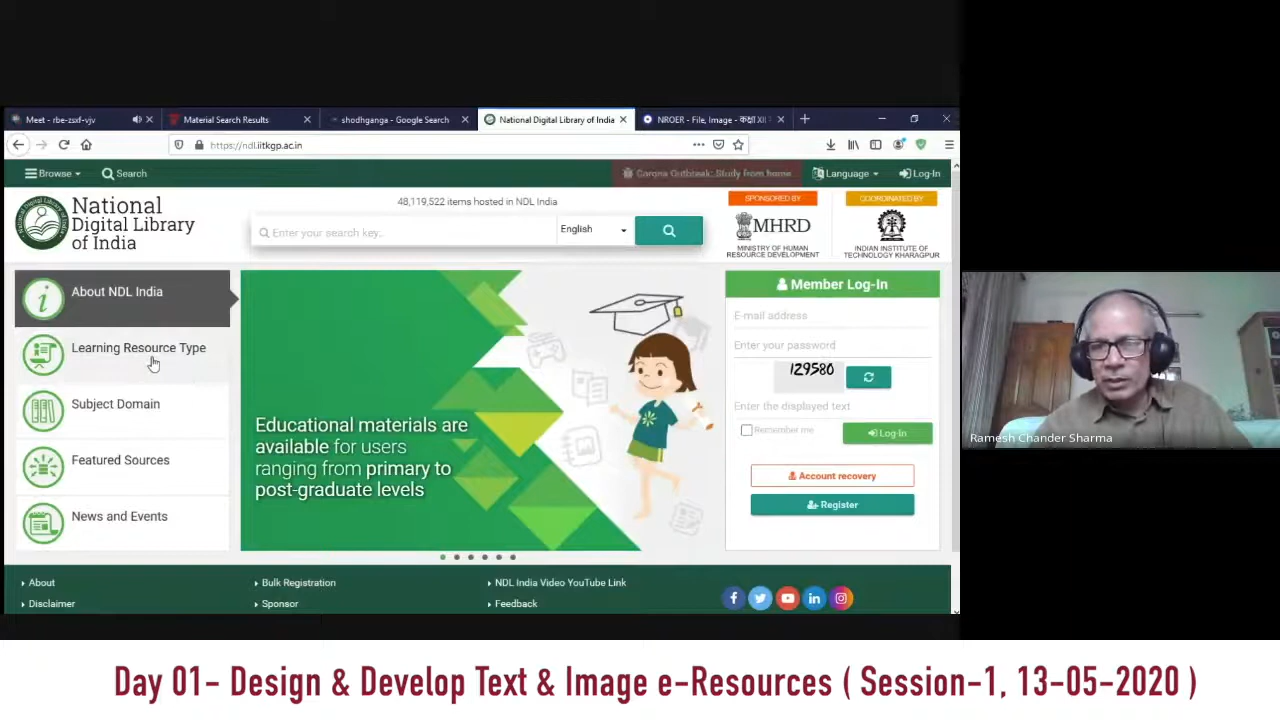 Meet - rbe-zsxf-vjv
Material Search Results
shodhganga - Google Search
National Digital Library of India
NROER - File, Image - कक्षा XII
https://ndl.iitkgp.ac.in
Browse
Search
Corona Outbreak: Study from home
Language
Log-In
National
Digital Library
of India
48,119,522 items hosted in NDL India
Enter your search key..
English
SPONSORED BY
MHRD
MINISTRY OF HUMAN
RESOURCE DEVELOPMENT
COORDINATED BY
INDIAN INSTITUTE OF
TECHNOLOGY KHARAGPUR
About NDL India
Learning Resource Type
Subject Domain
Featured Sources
News and Events
Educational materials are
available for users
ranging from primary to
post-graduate levels
Member Log-In
E-mail address
Enter your password
129580
Enter the displayed text
Remember me
Log-In
Account recovery
Register
About
Disclaimer
Bulk Registration
Sponsor
NDL India Video YouTube Link
Feedback
Ramesh Chander Sharma
Day 01- Design & Develop Text & Image e-Resources ( Session-1, 13-05-2020 )